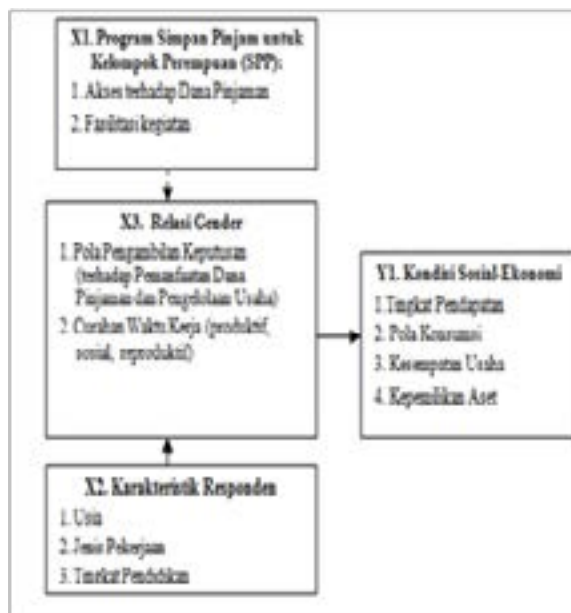 X1. Program Simpan Pinjam untuk
Kelompok Perempuan (SPP):
1. Akses terhadap Dana Pinjaman
2. Fasilitasi kegiatan
X3. Relasi Gender
1. Pola Pengambilan Keputusan
(terhadap Pemanfaatan Dana
Pinjaman dan Pengelolaan Usaha)
2. Curahan Waktu Kerja (produktif,
sosial, reproduktif)
Y1. Kondisi Sosial-Ekonomi
1. Tingkat Pendapatan
2. Pola Konsumsi
3. Kesempatan Usaha
4. Kepemilikan Aset
X2. Karakteristik Responden
1. Usia
2. Jenis Pekerjaan
3. Tingkat Pendidikan